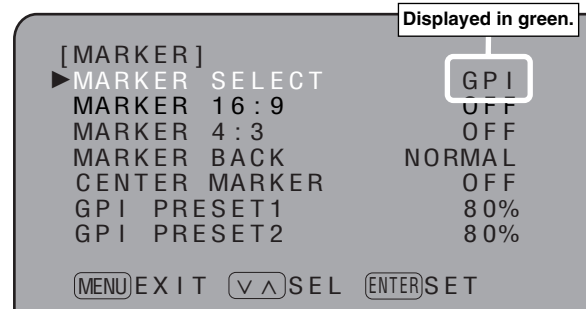 Displayed in green.
[MARKER]
▶MARKER SELECT GPI
MARKER 16:9 OFF
MARKER 4:3 OFF
MARKER BACK NORMAL
CENTER MARKER OFF
GPI PRESET1 80%
GPI PRESET2 80%
MENU EXIT ∨∧ SEL ENTER SET